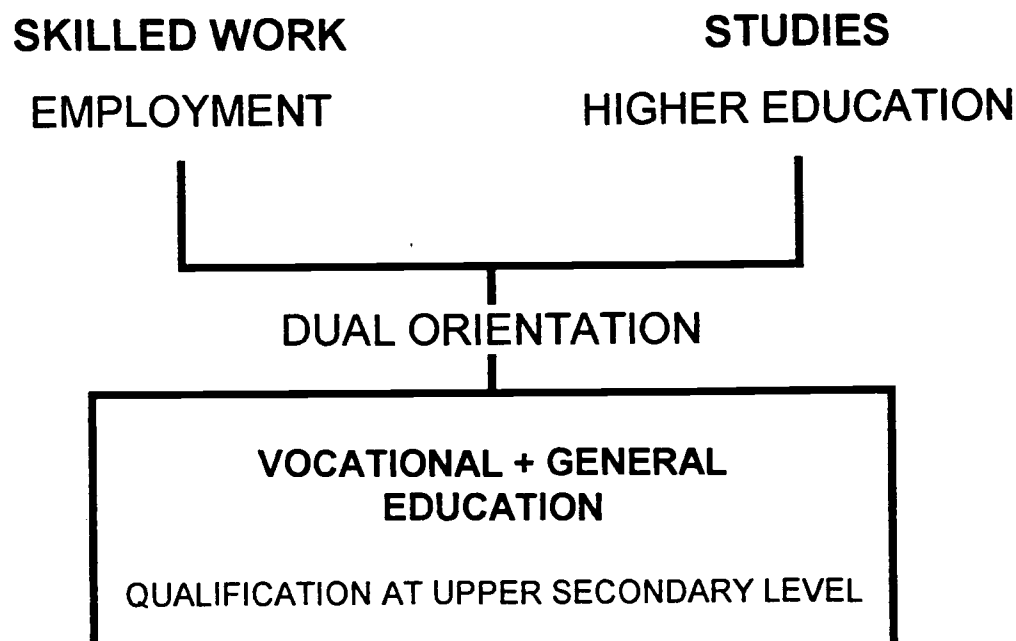 SKILLED WORK
EMPLOYMENT
STUDIES
HIGHER EDUCATION
DUAL ORIENTATION
VOCATIONAL + GENERAL
EDUCATION
QUALIFICATION AT UPPER SECONDARY LEVEL